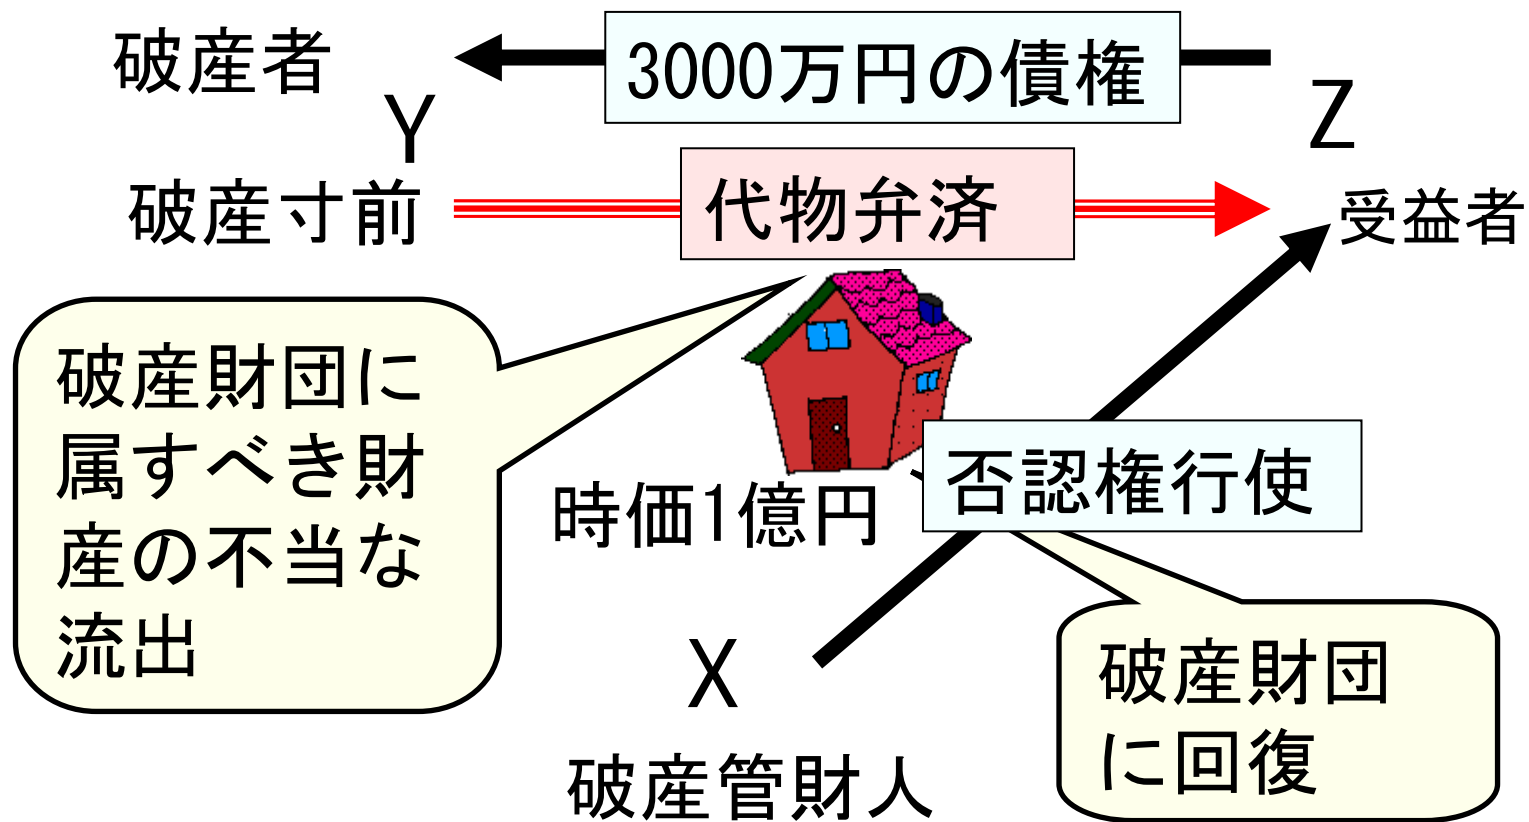 破産者
3000万円の債権
Y
Z
破産寸前
代物弁済
受益者
破産財団に
属すべき財
産の不当な
流出
時価1億円
否認権行使
X
破産管財人
破産財団
に回復